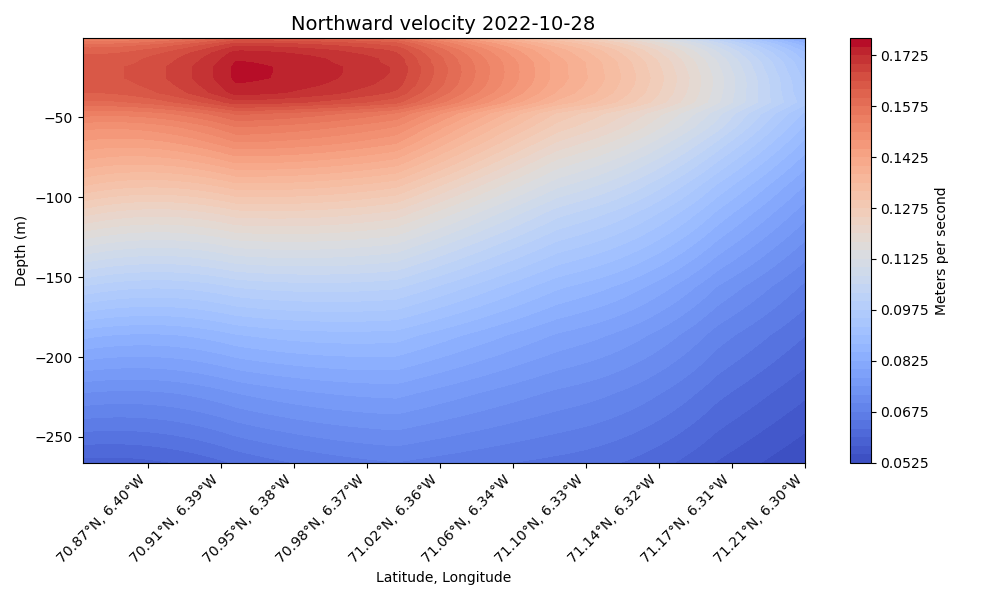 Northward velocity 2022-10-28
Depth (m)
−50
−100
−150
−200
−250
70.87°N, 6.40°W
70.91°N, 6.39°W
70.95°N, 6.38°W
70.98°N, 6.37°W
71.02°N, 6.36°W
71.06°N, 6.34°W
71.10°N, 6.33°W
71.14°N, 6.32°W
71.17°N, 6.31°W
71.21°N, 6.30°W
Latitude, Longitude
0.1725
0.1575
0.1425
0.1275
0.1125
0.0975
0.0825
0.0675
0.0525
Meters per second